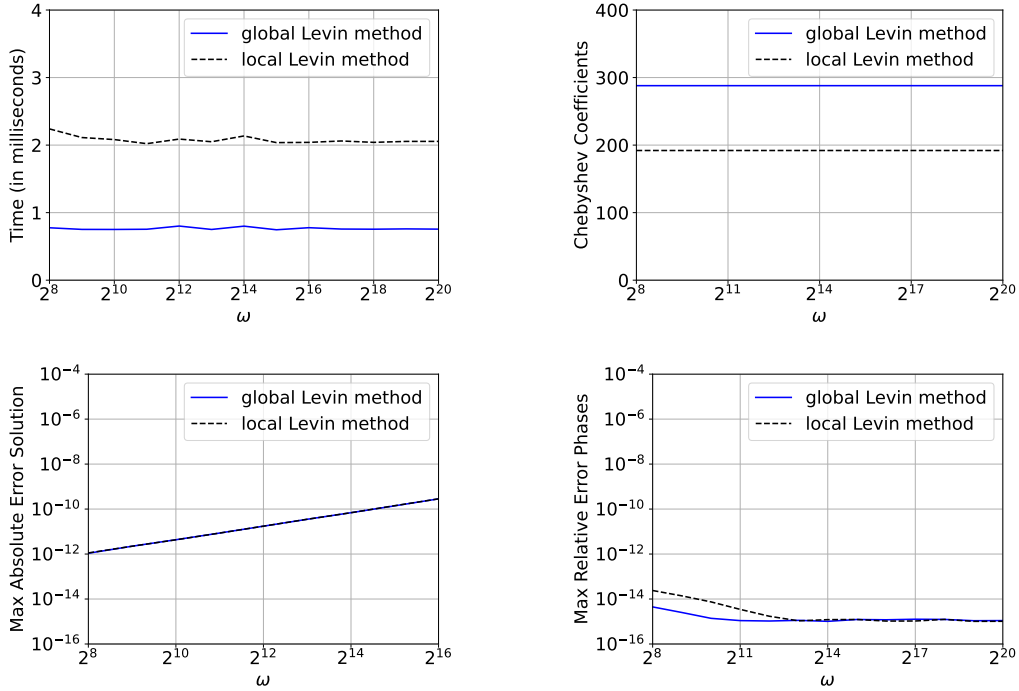 Time (in milliseconds)
4
3
2
1
0
2^8 2^10 2^12 2^14 2^16 2^18 2^20
ω
global Levin method
local Levin method
Chebyshev Coefficients
400
300
200
100
0
2^8 2^11 2^14 2^17 2^20
ω
global Levin method
local Levin method
Max Absolute Error Solution
10^−4
10^−6
10^−8
10^−10
10^−12
10^−14
10^−16
2^8 2^10 2^12 2^14 2^16
ω
global Levin method
local Levin method
Max Relative Error Phases
10^−4
10^−6
10^−8
10^−10
10^−12
10^−14
10^−16
2^8 2^11 2^14 2^17 2^20
ω
global Levin method
local Levin method